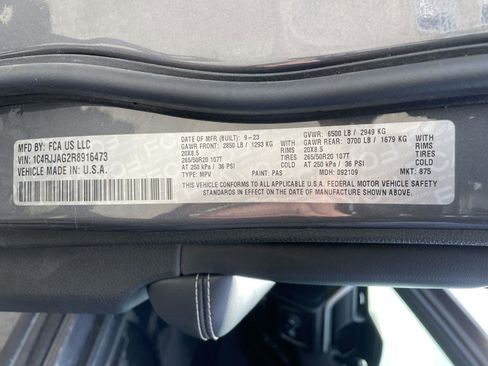 MFD BY: FCA US LLC
VIN: 1C4RJJAG2R8916473
VEHICLE MADE IN: U.S.A.
DATE OF MFR (BUILT): 9-23
GAWR FRONT: 2850 LB / 1293 KG
20X8.5
265/50R20 107T
AT 250 kPa / 36 PSI
TYPE: MPV
WITH
RIMS
TIRES
PAINT: PAS
GVWR: 6500 LB / 2949 KG
GAWR REAR: 3700 LB / 1679 KG
20X8.5
265/50R20 107T
AT 250 kPa / 36 PSI
MDH: 092109
WITH
RIMS
TIRES
MKT: 875
THIS VEHICLE CONFORMS TO ALL APPLICABLE U.S.A. FEDERAL MOTOR VEHICLE SAFETY
STANDARDS IN EFFECT ON THE DATE OF MANUFACTURE SHOWN ABOVE.